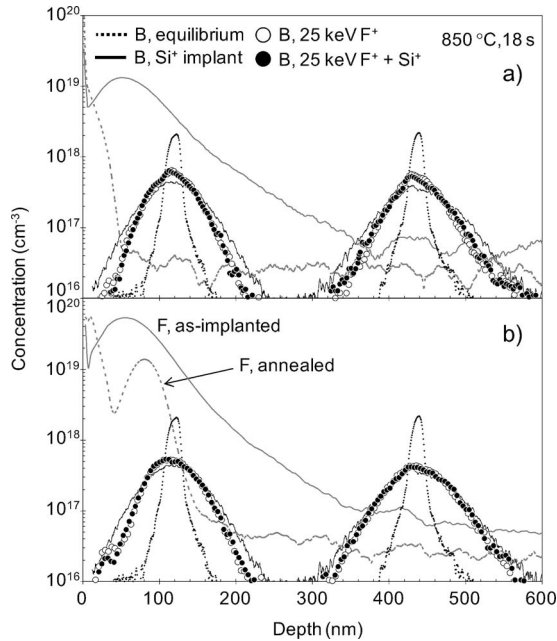 B, equilibrium B, 25 keV F⁺
B, Si⁺ implant B, 25 keV F⁺ + Si⁺
850 °C, 18 s
a)
10²⁰
10¹⁹
10¹⁸
10¹⁷
10¹⁶
Concentration (cm⁻³)
b)
F, as-implanted
F, annealed
10²⁰
10¹⁹
10¹⁸
10¹⁷
10¹⁶
0 100 200 300 400 500 600
Depth (nm)